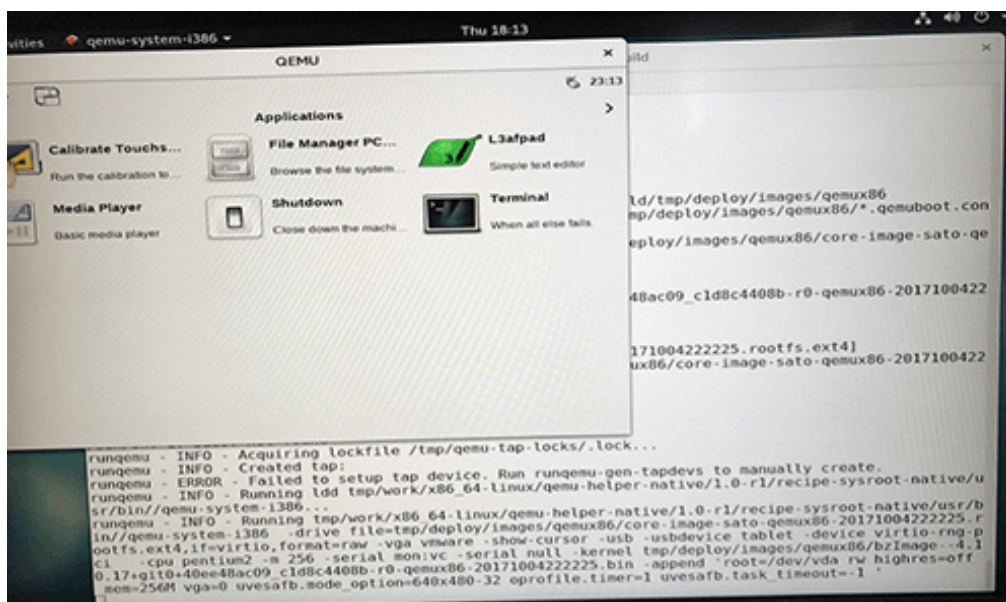 vities qemu-system-i386 Thu 18:13
QEMU
uild
23:13
Applications
Calibrate Touchs...
Run the calibration to...
File Manager PC...
Browse the file system...
L3afpad
Simple text editor
Media Player
Basic media player
Shutdown
Close down the machi...
Terminal
When all else fails.
ld/tmp/deploy/images/qemux86
mp/deploy/images/qemux86/*.qemuboot.con
eploy/images/qemux86/core-image-sato-qe
48ac09_c1d8c4408b-r0-qemux86-2017100422
171004222225.rootfs.ext4]
ux86/core-image-sato-qemux86-2017100422
runqemu - INFO - Acquiring lockfile /tmp/qemu-tap-locks/.lock...
runqemu - INFO - Created tap:
runqemu - ERROR - Failed to setup tap device. Run runqemu-gen-tapdevs to manually create.
runqemu - INFO - Running ldd tmp/work/x86_64-linux/qemu-helper-native/1.0-r1/recipe-sysroot-native/u
sr/bin//qemu-system-i386...
runqemu - INFO - Running tmp/work/x86_64-linux/qemu-helper-native/1.0-r1/recipe-sysroot-native/usr/b
in//qemu-system-i386 -drive file=tmp/deploy/images/qemux86/core-image-sato-qemux86-20171004222225.r
ootfs.ext4,if=virtio,format=raw -vga vmware -show-cursor -usb -usbdevice tablet -device virtio-rng-p
ci -cpu pentium2 -m 256 -serial mon:vc -serial null -kernel tmp/deploy/images/qemux86/bzImage--4.1
0.17+git0+40ee48ac09_c1d8c4408b-r0-qemux86-20171004222225.bin -append 'root=/dev/vda rw highres=off
mem=256M vga=0 uvesafb.mode_option=640x480-32 oprofile.timer=1 uvesafb.task_timeout=-1 '